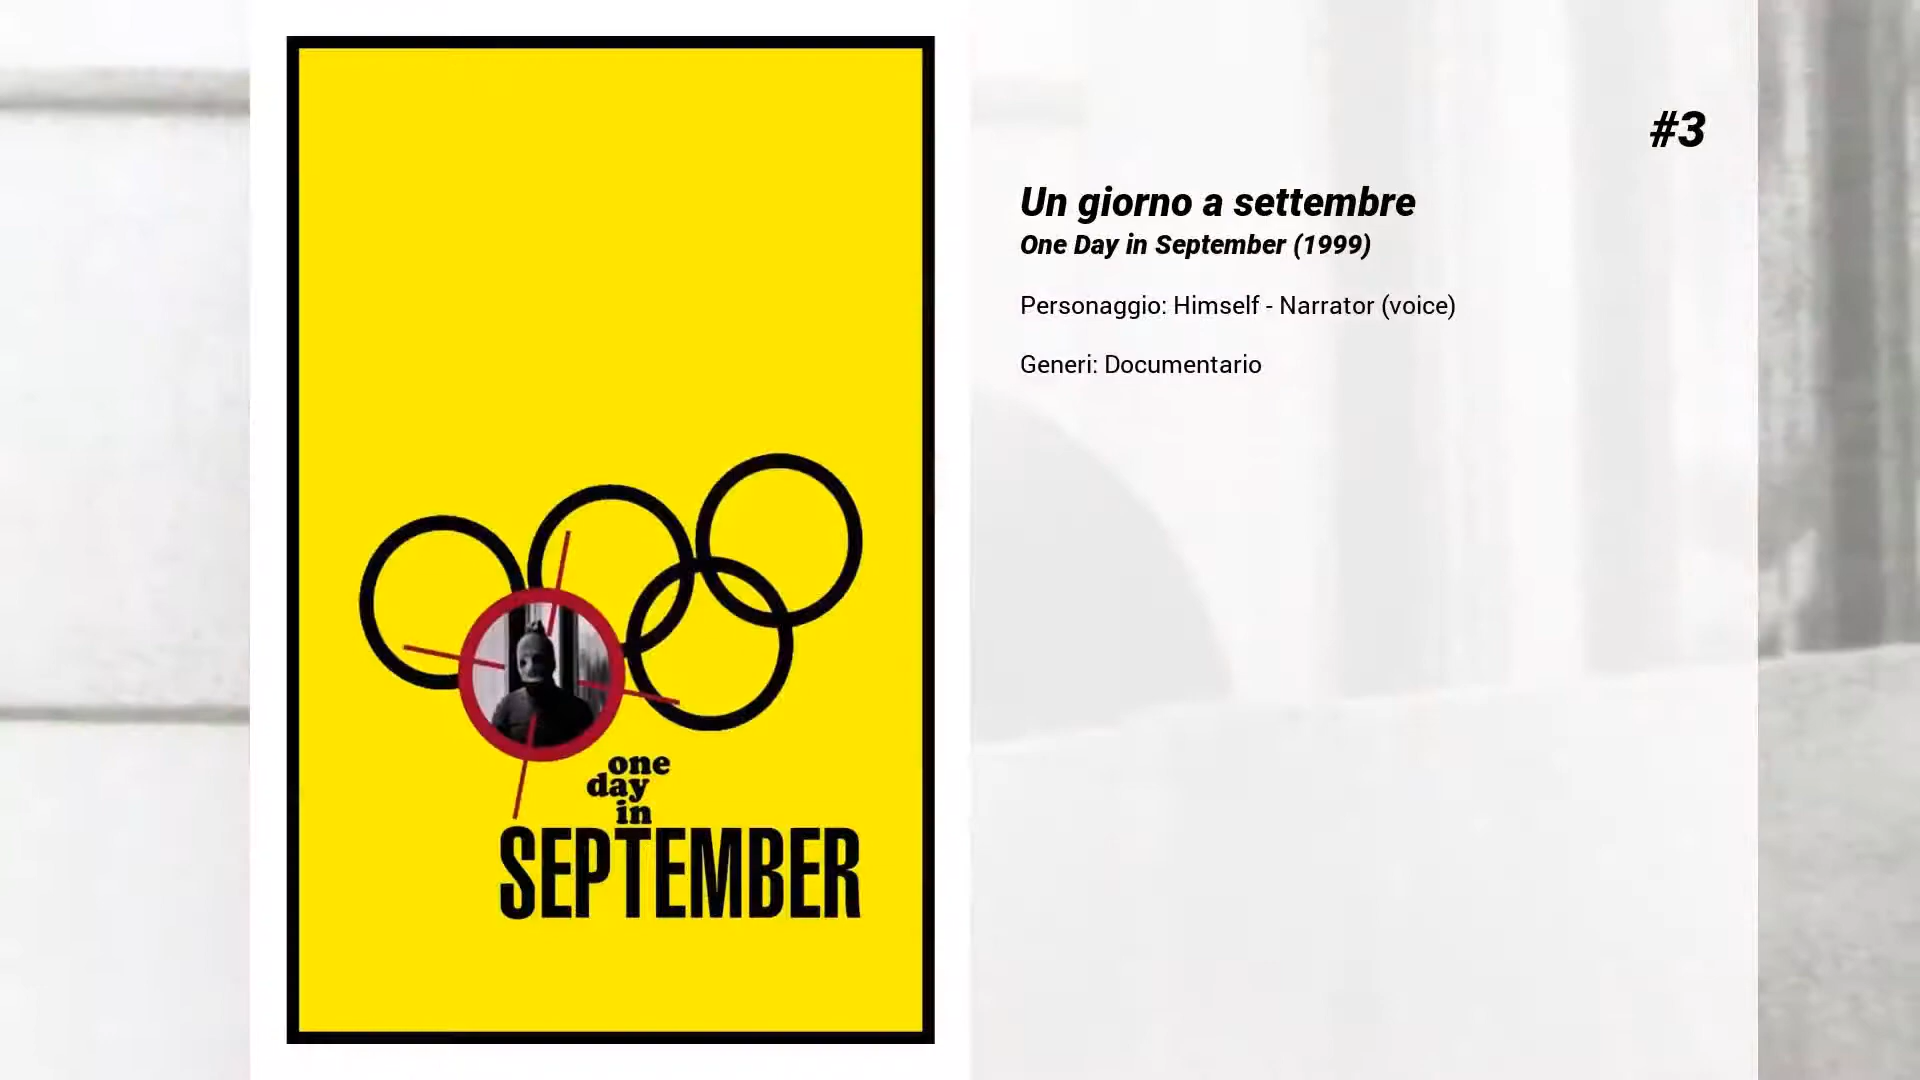 one
day
in
SEPTEMBER
#3
Un giorno a settembre
One Day in September (1999)
Personaggio: Himself - Narrator (voice)
Generi: Documentario